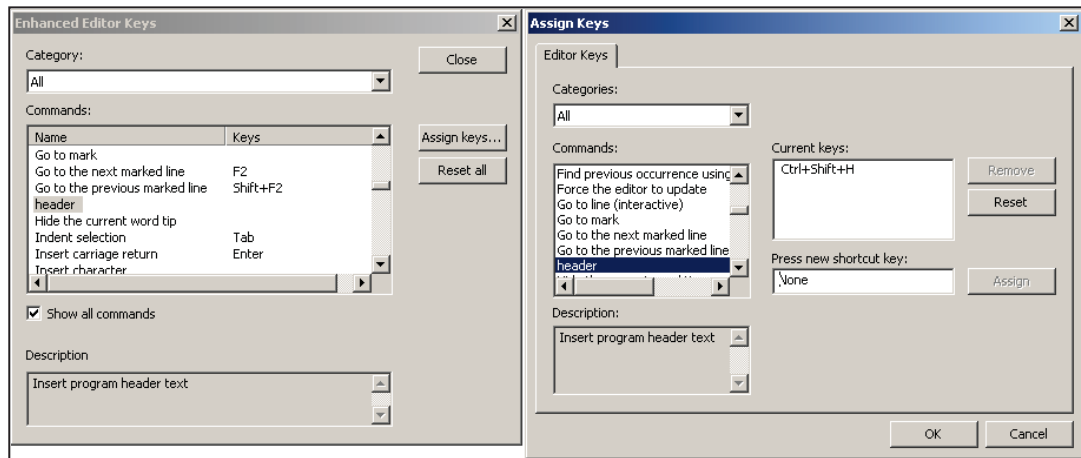 Enhanced Editor Keys
Category:
All
Close
Commands:
Name Keys
Go to mark
Go to the next marked line F2
Go to the previous marked line Shift+F2
header
Hide the current word tip
Indent selection Tab
Insert carriage return Enter
Insert character
Assign keys...
Reset all
Show all commands
Description
Insert program header text
Assign Keys
Editor Keys
Categories:
All
Commands:
Find previous occurrence using
Force the editor to update
Go to line (interactive)
Go to mark
Go to the next marked line
Go to the previous marked line
header
Current keys:
Ctrl+Shift+H
Remove
Reset
Press new shortcut key:
None
Assign
Description:
Insert program header text
OK Cancel